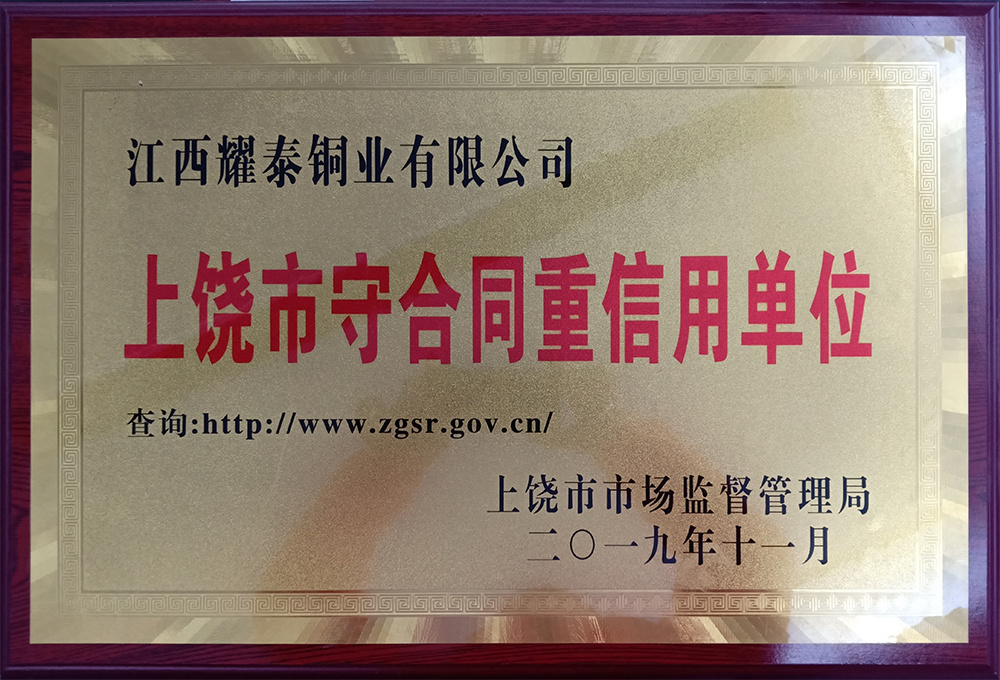 江西耀泰铜业有限公司
上饶市守合同重信用单位
查询:http://www.zgsr.gov.cn/
上饶市市场监督管理局
二〇一九年十一月